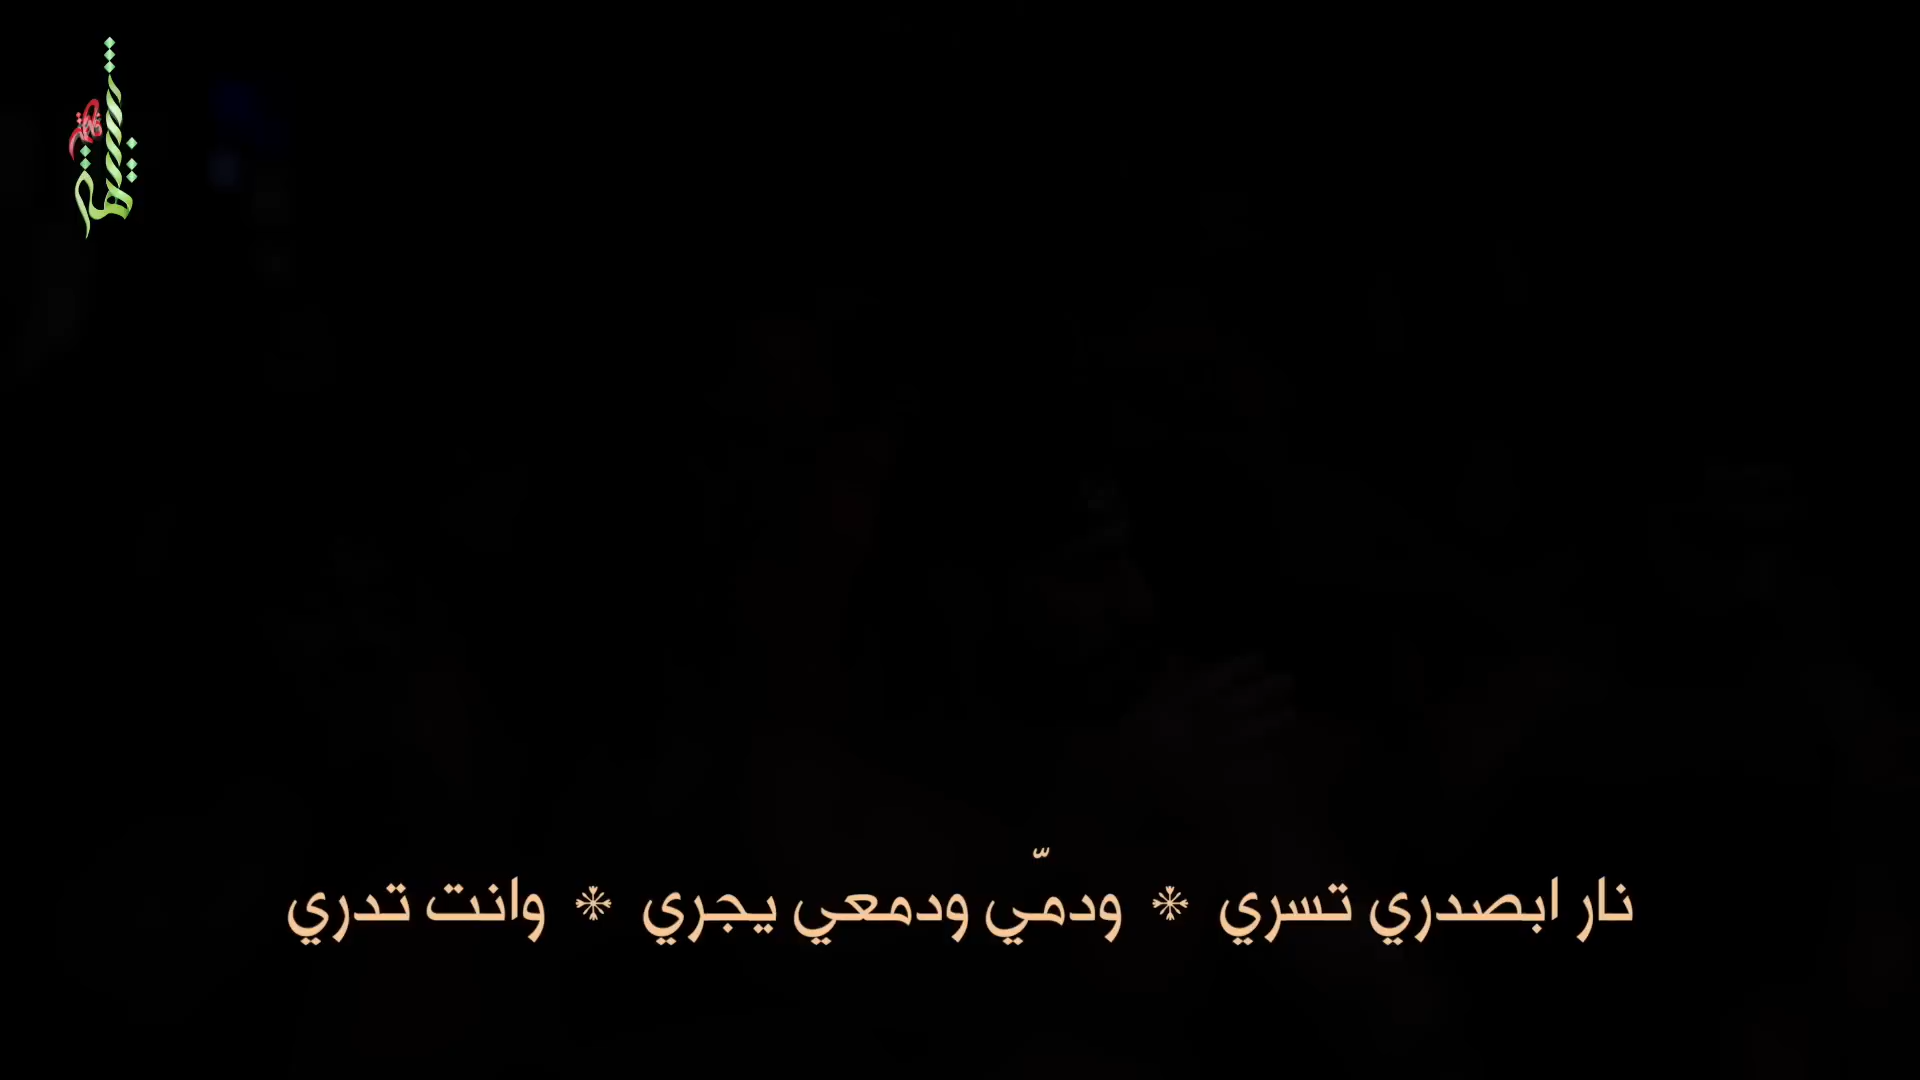 نار ابصدري تسري * ودمّي ودمعي يجري * وانت تدري